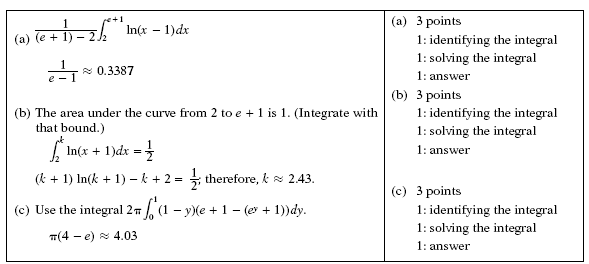 (a) 1/((e + 1) − 2) ∫₂^(e+1) ln(x − 1)dx
1/(e − 1) ≈ 0.3387
(b) The area under the curve from 2 to e + 1 is 1. (Integrate with
that bound.)
∫₂^k ln(x + 1)dx = 1/2
(k + 1) ln(k + 1) − k + 2 = 1/2; therefore, k ≈ 2.43.
(c) Use the integral 2π ∫₀^1 (1 − y)(e + 1 − (e^y + 1))dy.
π(4 − e) ≈ 4.03
(a) 3 points
1: identifying the integral
1: solving the integral
1: answer
(b) 3 points
1: identifying the integral
1: solving the integral
1: answer
(c) 3 points
1: identifying the integral
1: solving the integral
1: answer